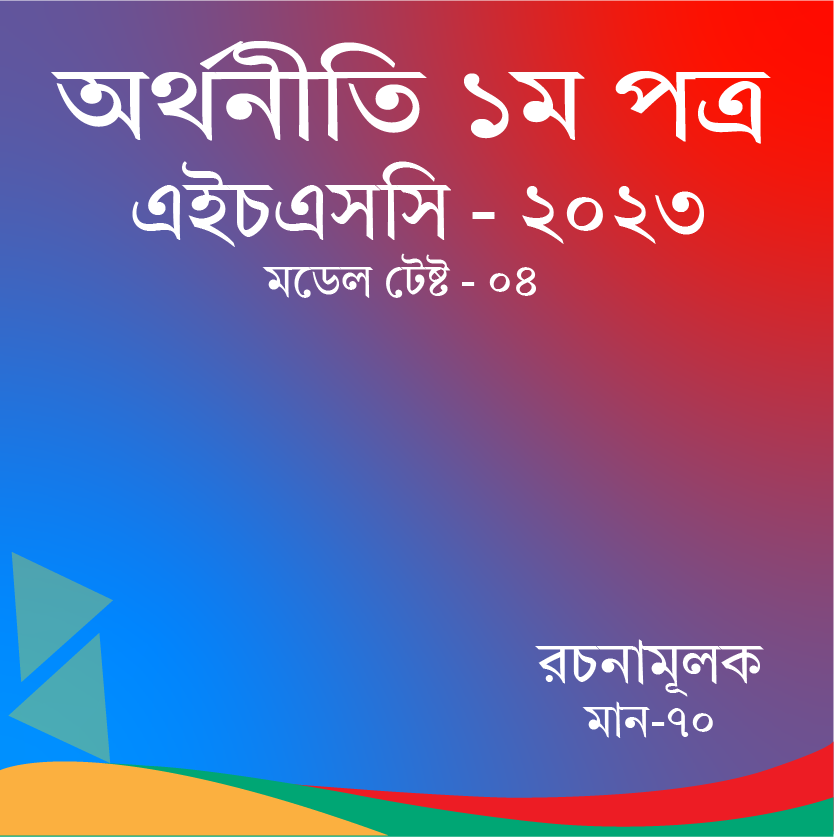 অর্থনীতি ১ম পত্র
এইচএসসি - ২০২৩
মডেল টেষ্ট - ০৪
রচনামূলক
মান-৭০